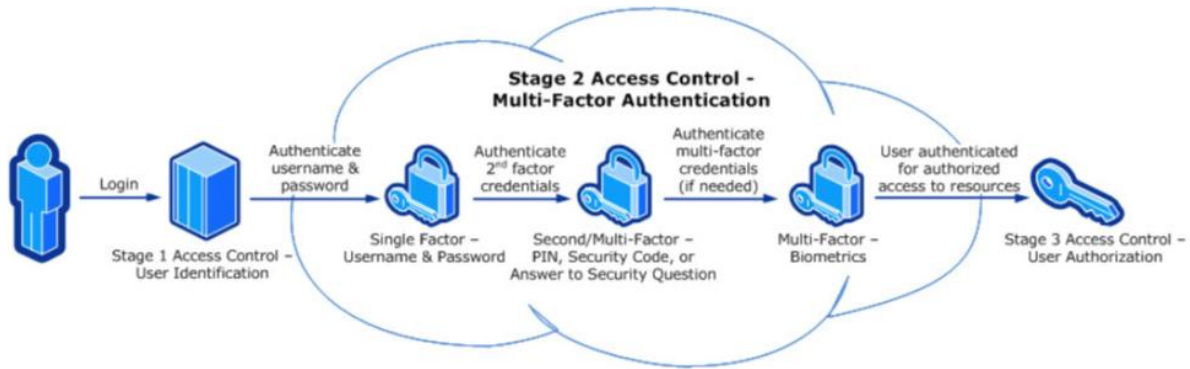 Stage 2 Access Control -
Multi-Factor Authentication
Login
Stage 1 Access Control –
User Identification
Authenticate
username &
password
Single Factor –
Username & Password
Authenticate
2nd factor
credentials
Second/Multi-Factor –
PIN, Security Code, or
Answer to Security Question
Authenticate
multi-factor
credentials
(if needed)
Multi-Factor –
Biometrics
User authenticated
for authorized
access to resources
Stage 3 Access Control –
User Authorization